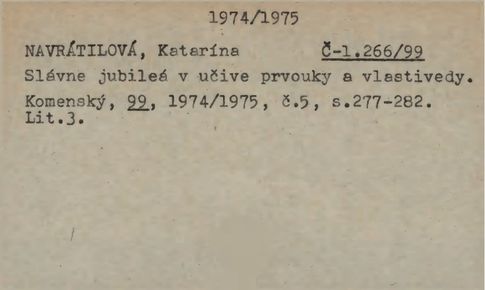 1974/1975
NAVRÁTILOVÁ, Katarína Č-1.266/99
Slávne jubileá v učive prvouky a vlastivedy.
Komenský, 99, 1974/1975, č.5, s.277-282.
Lit.3.